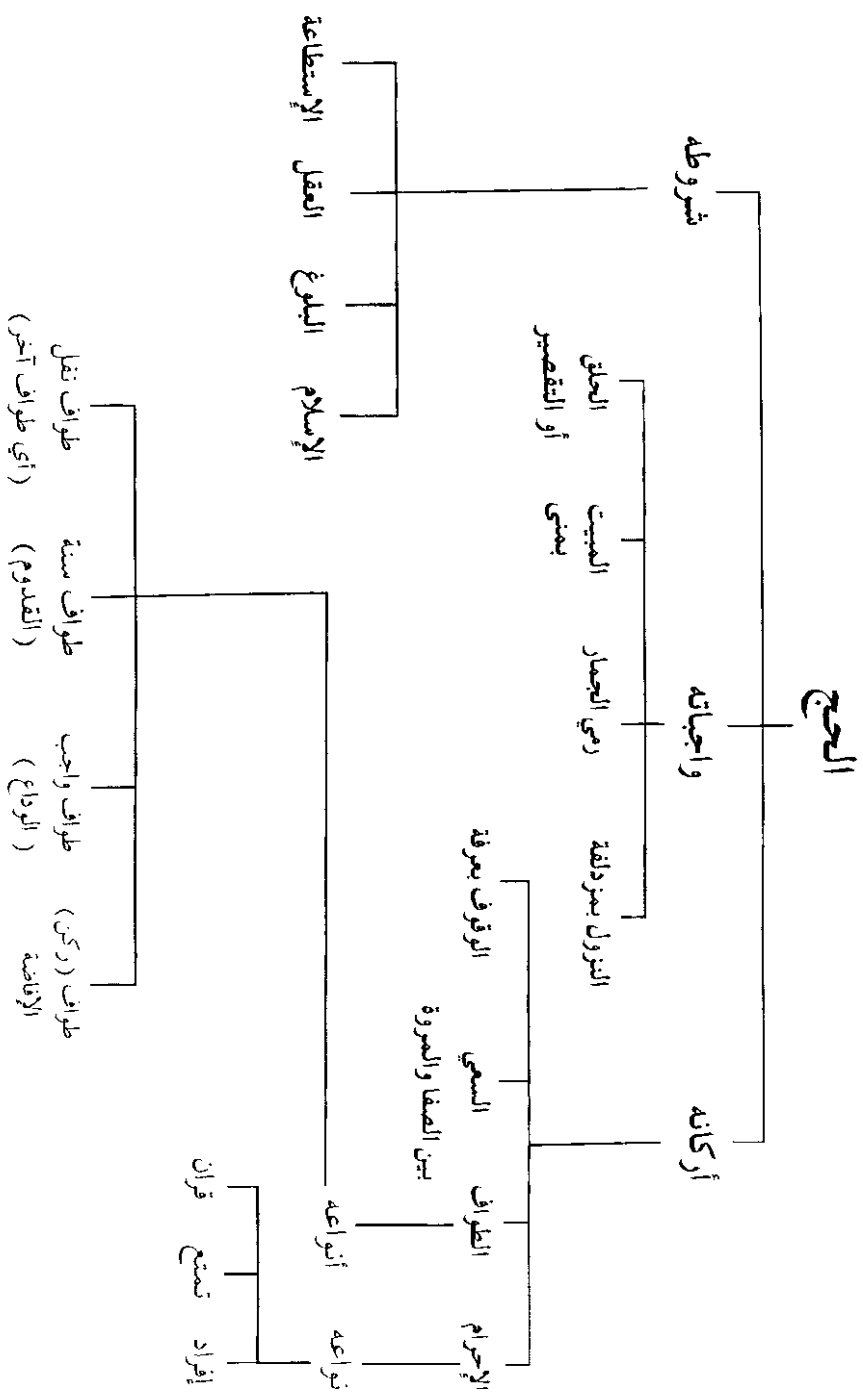 الحج
أركانه واجباته شروطه
النزول بمزدلفة رمي الجمار المبيت الحلق
بمنى أو التقصير
الإحرام الطواف السعي الوقوف بعرفة
بين الصفا والمروة
الإسلام البلوغ العقل الإستطاعة
نواعه أنواعه
إفراد تمتع قران
طواف (ركن) طواف واجب طواف سنة طواف نفل
الإفاضة (الوداع) (القدوم) (أي طواف آخر)